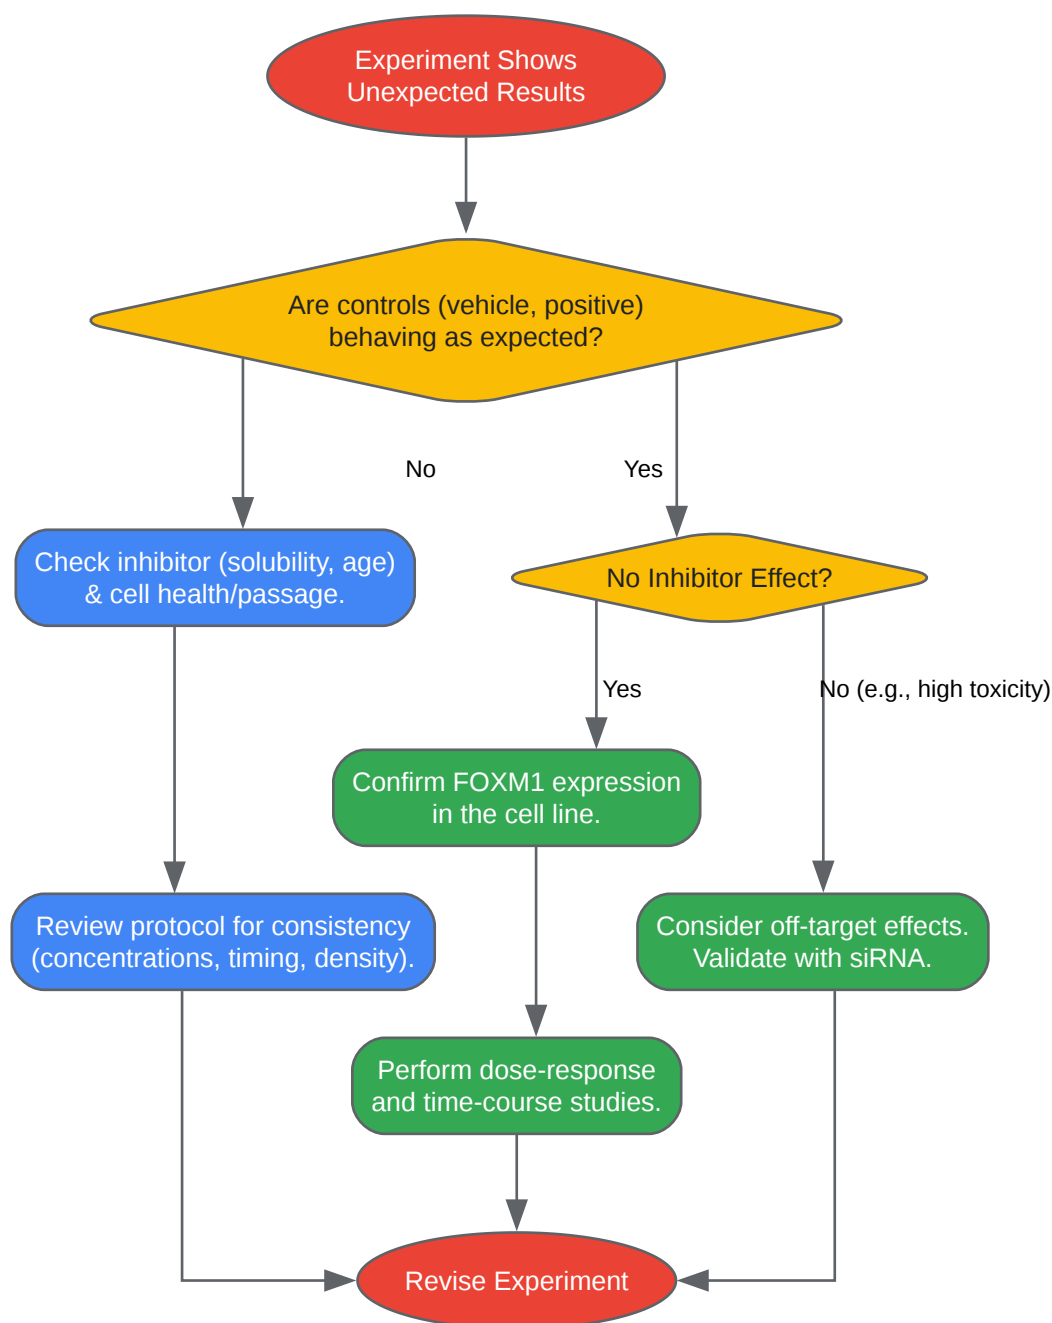 Experiment Shows
Unexpected Results
Are controls (vehicle, positive)
behaving as expected?
No
Yes
Check inhibitor (solubility, age)
& cell health/passage.
No Inhibitor Effect?
Yes
No (e.g., high toxicity)
Confirm FOXM1 expression
in the cell line.
Review protocol for consistency
(concentrations, timing, density).
Consider off-target effects.
Validate with siRNA.
Perform dose-response
and time-course studies.
Revise Experiment